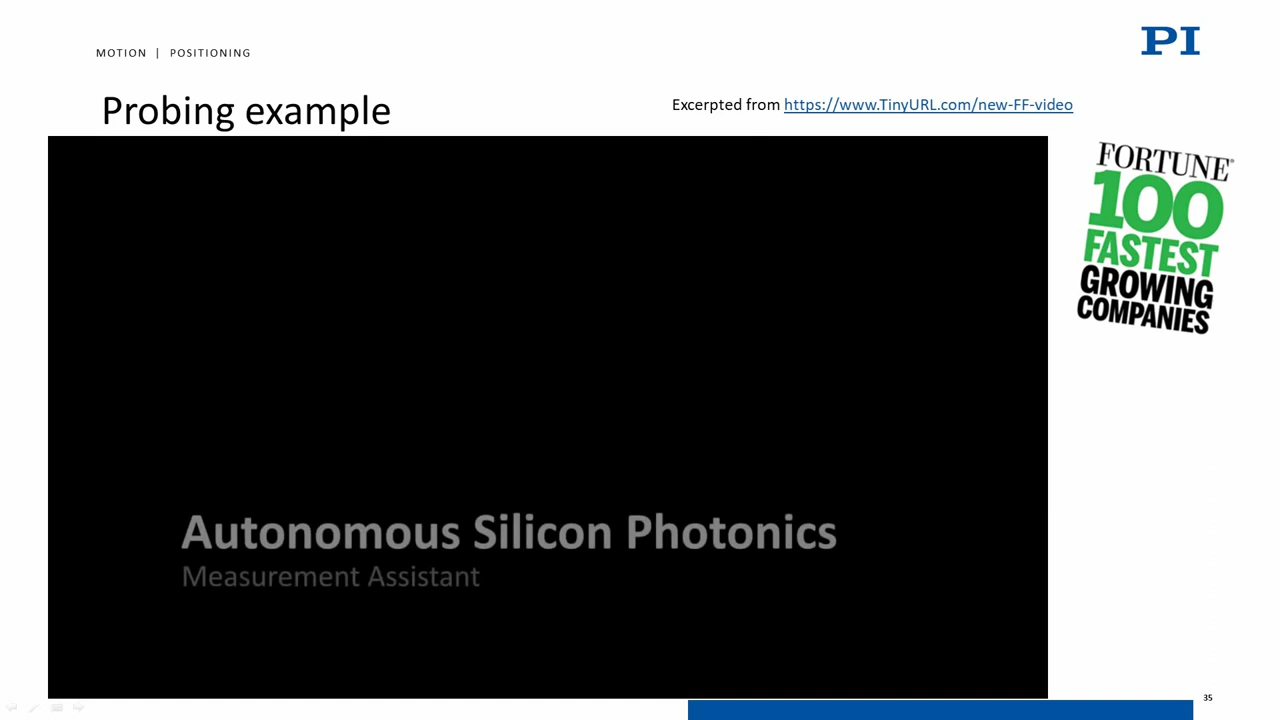 MOTION | POSITIONING
PI
Probing example
Excerpted from https://www.TinyURL.com/new-FF-video
FORTUNE®
100
FASTEST
GROWING
COMPANIES
Autonomous Silicon Photonics
Measurement Assistant
35